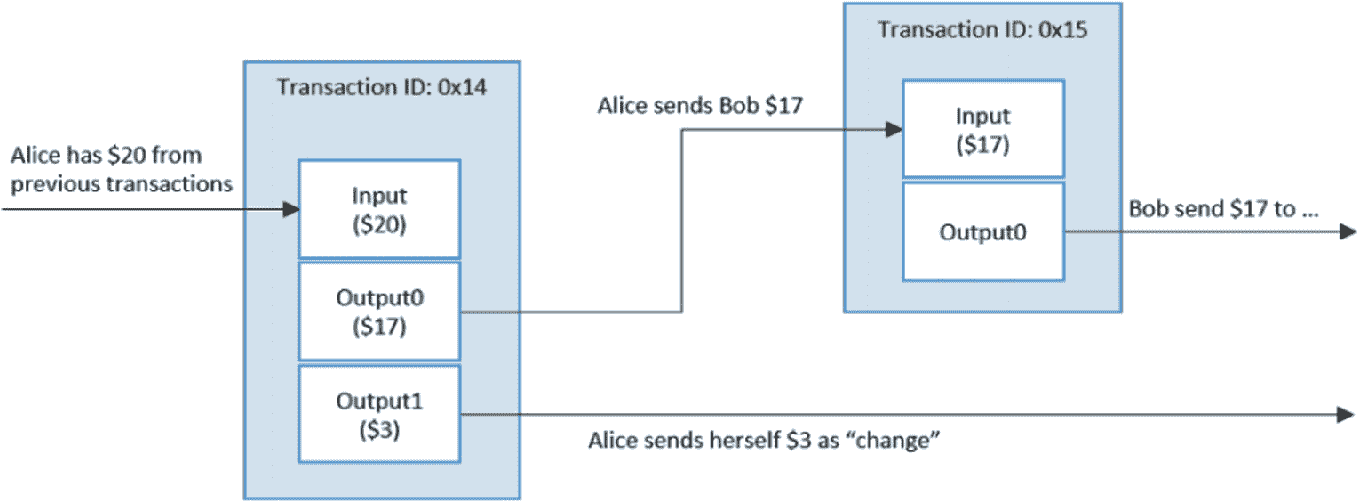 Transaction ID: 0x14
Alice has $20 from
previous transactions
Input
($20)
Output0
($17)
Output1
($3)
Alice sends Bob $17
Alice sends herself $3 as “change”
Transaction ID: 0x15
Input
($17)
Output0
Bob send $17 to ...